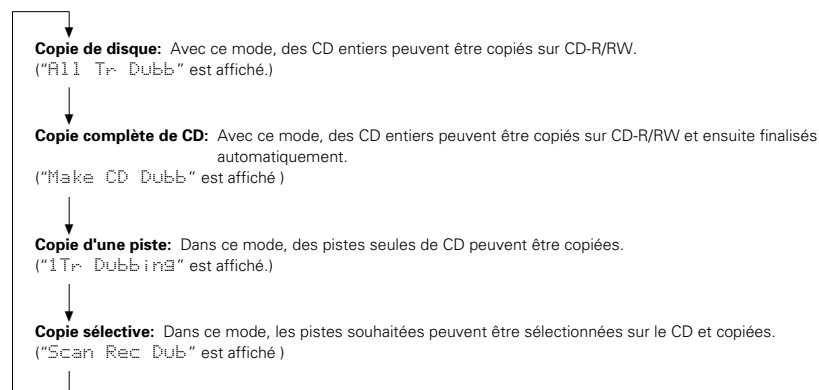 Copie de disque: Avec ce mode, des CD entiers peuvent être copiés sur CD-R/RW.
("All Tr Dubb" est affiché.)
Copie complète de CD: Avec ce mode, des CD entiers peuvent être copiés sur CD-R/RW et ensuite finalisés
automatiquement.
("Make CD Dubb" est affiché )
Copie d'une piste: Dans ce mode, des pistes seules de CD peuvent être copiées.
("1Tr Dubbing" est affiché.)
Copie sélective: Dans ce mode, les pistes souhaitées peuvent être sélectionnées sur le CD et copiées.
("Scan Rec Dub" est affiché )